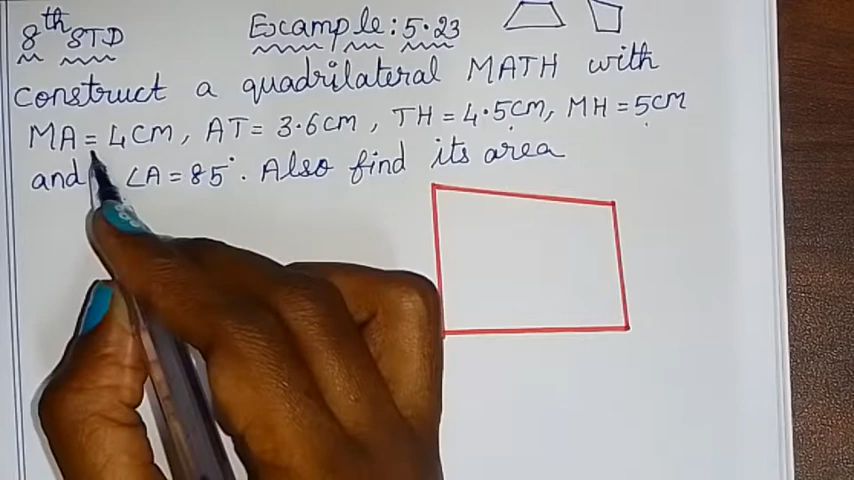 8th STD
Example: 5.23
construct a quadrilateral MATH with
MA = 4cm, AT = 3.6cm, TH = 4.5cm, MH = 5cm
and ∠A = 85°. Also find its area